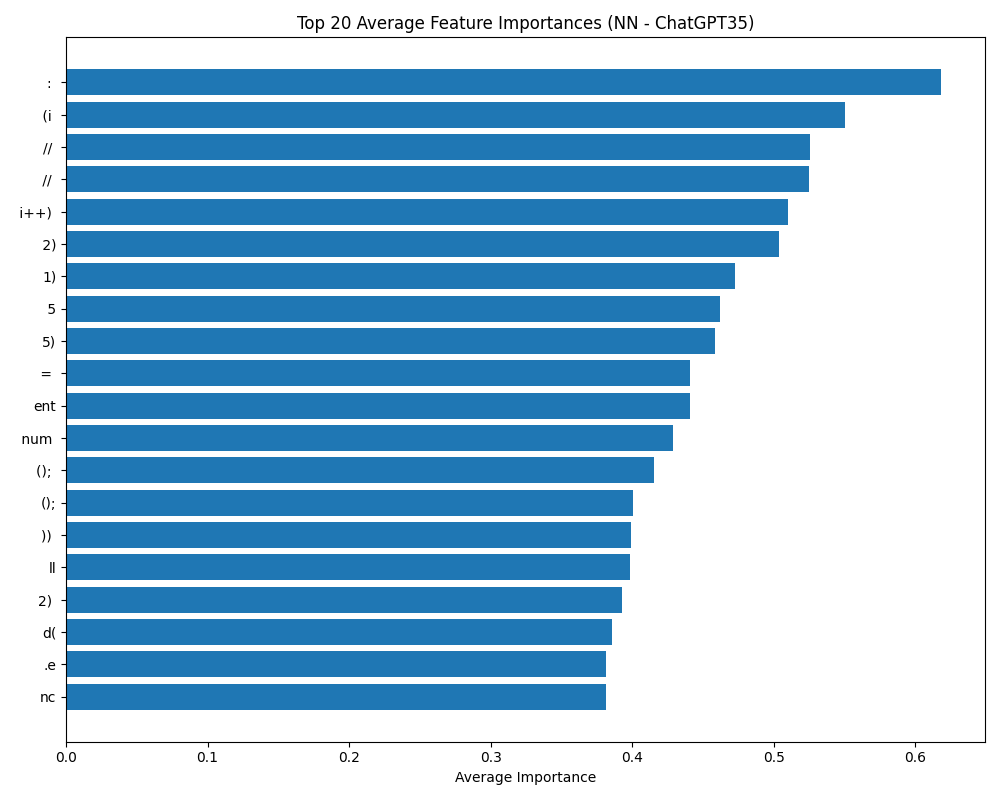 Top 20 Average Feature Importances (NN - ChatGPT35)
:
(i
//
//
i++)
2)
1)
5
5)
=
ent
num
();
();
))
ll
2)
d(
.e
nc
0.0 0.1 0.2 0.3 0.4 0.5 0.6
Average Importance